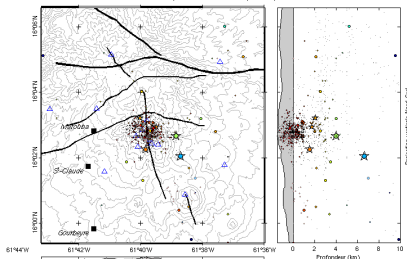 16°06'N
16°04'N
Matouba
16°02'N
St-Claude
16°00'N
Gourbeyre
61°44'W 61°42'W 61°40'W 61°38'W 61°36'W
0 2 4 6 8 10
Profondeur (km)